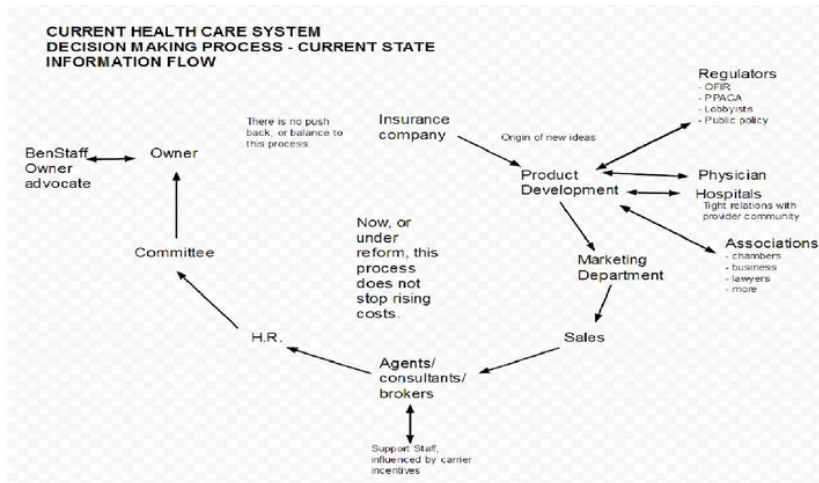 CURRENT HEALTH CARE SYSTEM
DECISION MAKING PROCESS - CURRENT STATE
INFORMATION FLOW
Regulators
- OFIR
- PPACA
- Lobbyists
- Public policy
There is no push
back, or balance to
this process.
Insurance
company
Origin of new ideas
BenStaff
Owner
advocate
Owner
Product
Development
Physician
Hospitals
Tight relations with
provider community
Now, or
under
reform, this
process
does not
stop rising
costs.
Committee
Marketing
Department
Associations
- chambers
- business
- lawyers
- more
H.R.
Sales
Agents/
consultants/
brokers
Support Staff,
influenced by carrier
incentives